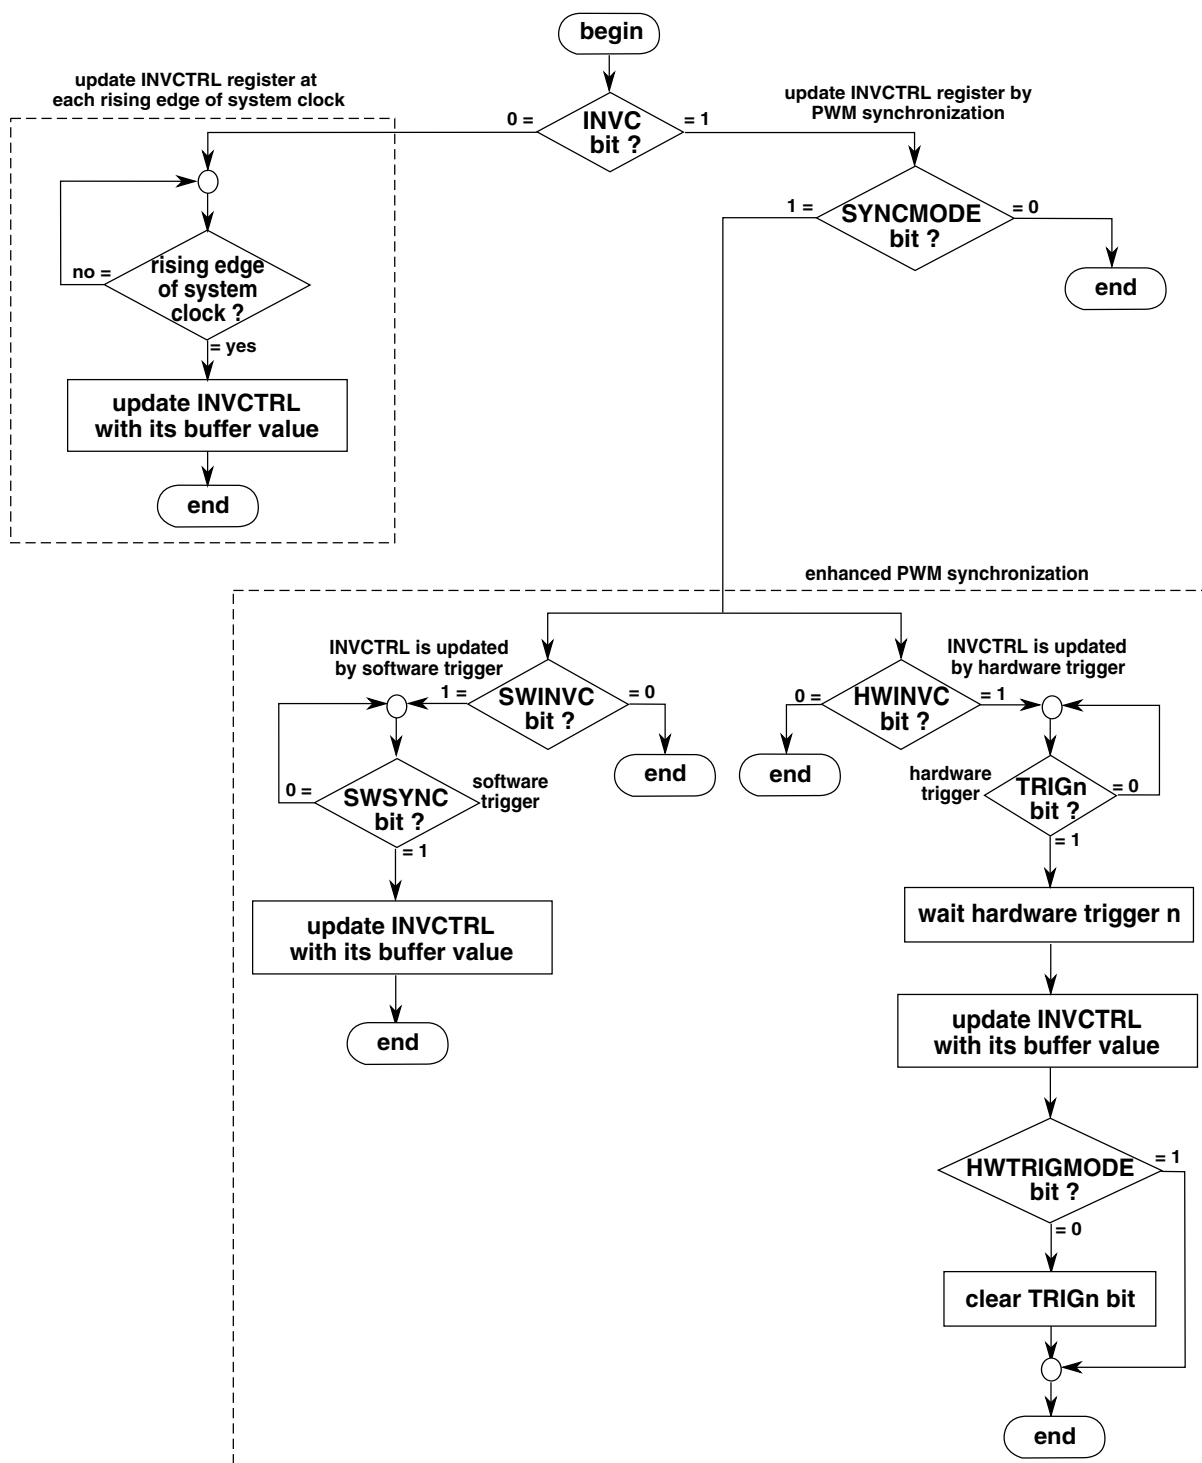 begin
update INVCTRL register at
each rising edge of system clock
update INVCTRL register by
PWM synchronization
0 =
INVC
bit ?
= 1
1 =
SYNCMODE
bit ?
= 0
end
no =
rising edge
of system
clock ?
= yes
update INVCTRL
with its buffer value
end
enhanced PWM synchronization
INVCTRL is updated
by software trigger
1 =
SWINVC
bit ?
= 0
end
INVCTRL is updated
by hardware trigger
0 =
HWINVC
bit ?
= 1
end
0 =
SWSYNC
bit ?
software
trigger
= 1
update INVCTRL
with its buffer value
end
hardware
trigger
TRIGn
bit ?
= 0
= 1
wait hardware trigger n
update INVCTRL
with its buffer value
HWTRIGMODE
bit ?
= 1
= 0
clear TRIGn bit
end